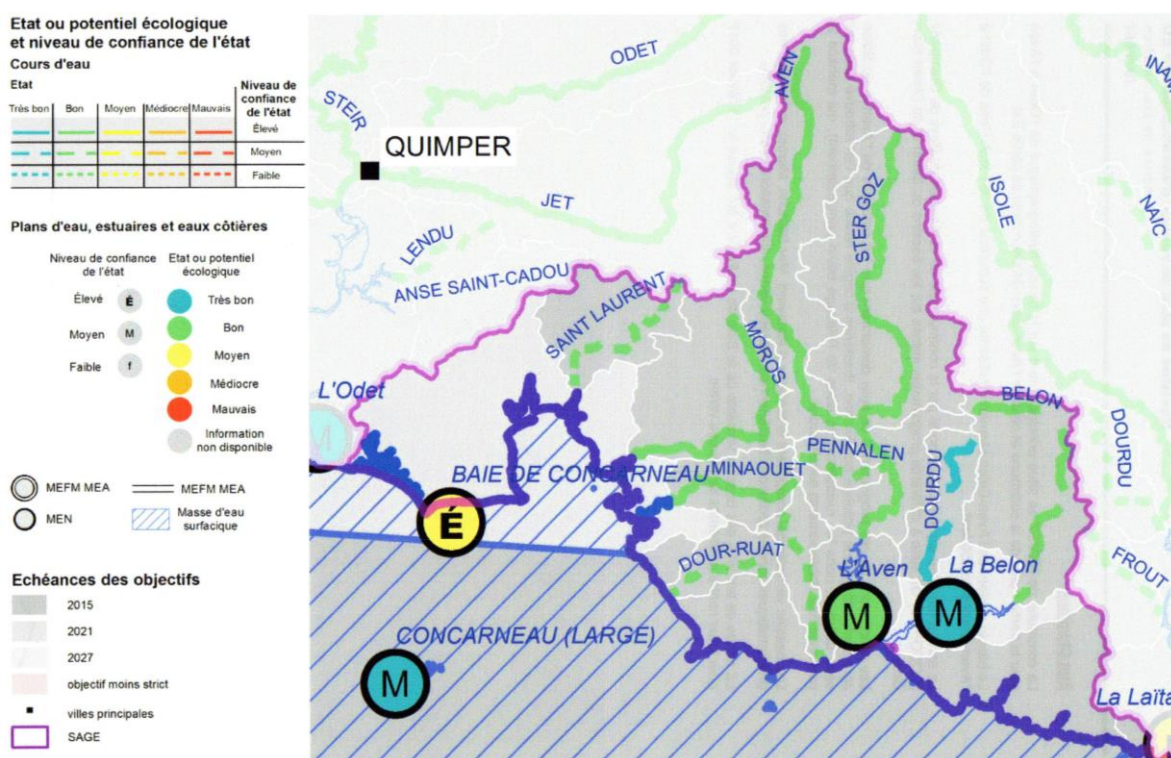 Etat ou potentiel écologique
et niveau de confiance de l'état
Cours d'eau
Etat
Niveau de
confiance
de l'état
Très bon Bon Moyen Médiocre Mauvais
Élevé
Moyen
Faible
Plans d'eau, estuaires et eaux côtières
Niveau de confiance
de l'état
Etat ou potentiel
écologique
Élevé É Très bon
Bon
Moyen M
Moyen
Faible f
Médiocre
Mauvais
Information
non disponible
MEFM MEA MEFM MEA
MEN Masse d'eau
surfacique
Echéances des objectifs
2015
2021
2027
objectif moins strict
villes principales
SAGE
ODET
AVEN
STEIR
QUIMPER
JET
LENDU
ANSE SAINT-CADOU
STER GOZ
ISOLE
NAIC
SAINT LAURENT
MOROS
L'Odet
M
BELON
DOURDU
PENNALEN
BAIE DE CONCARNEAU
MINAOUET
É
DOURDU
DOUR-RUAT
L'Aven
La Belon
FROUT
M
M
CONCARNEAU (LARGE)
M
La Laïta